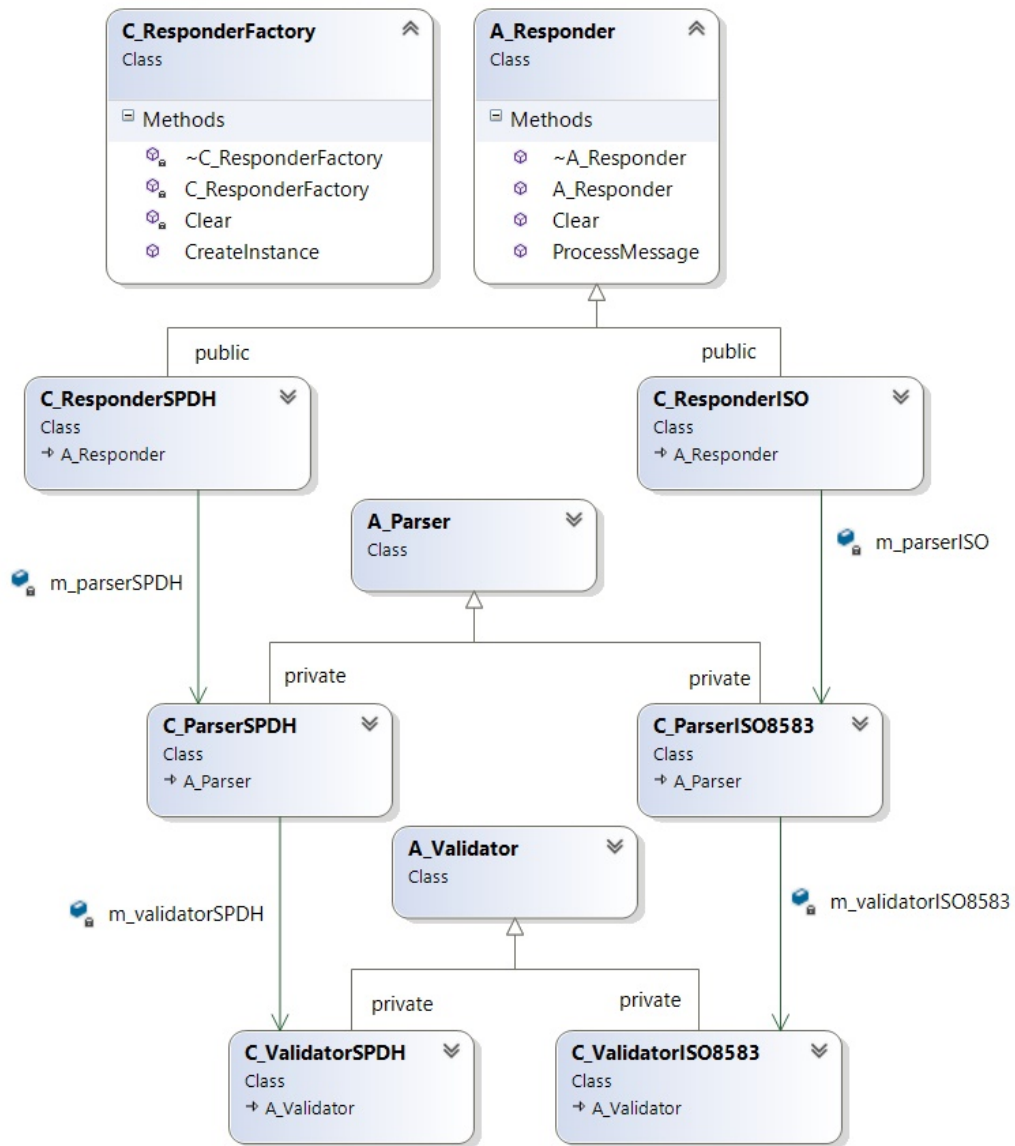 C_ResponderFactory
Class
Methods
~C_ResponderFactory
C_ResponderFactory
Clear
CreateInstance
A_Responder
Class
Methods
~A_Responder
A_Responder
Clear
ProcessMessage
public
public
C_ResponderSPDH
Class
A_Responder
C_ResponderISO
Class
A_Responder
A_Parser
Class
m_parserSPDH
m_parserISO
private
private
C_ParserSPDH
Class
A_Parser
C_ParserISO8583
Class
A_Parser
A_Validator
Class
m_validatorSPDH
m_validatorISO8583
private
private
C_ValidatorSPDH
Class
A_Validator
C_ValidatorISO8583
Class
A_Validator